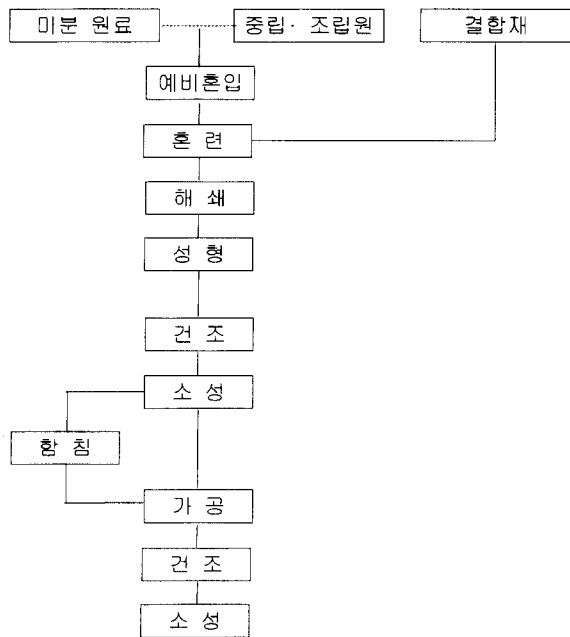 미분 원료
중립· 조립원
결합재
예비혼입
혼 련
해 쇄
성 형
건 조
소 성
함 침
가 공
건 조
소 성